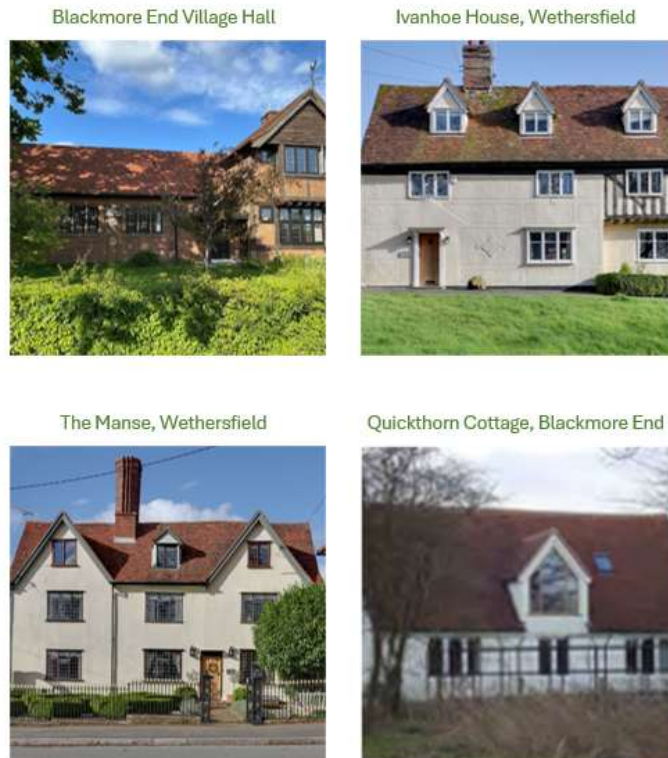 Blackmore End Village Hall
Ivanhoe House, Wethersfield
The Manse, Wethersfield
Quickthorn Cottage, Blackmore End